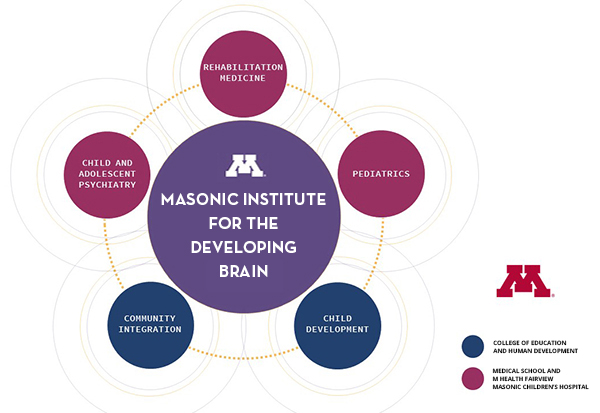 REHABILITATION
MEDICINE
CHILD AND
ADOLESCENT
PSYCHIATRY
PEDIATRICS
M
MASONIC INSTITUTE
FOR THE
DEVELOPING
BRAIN
COMMUNITY
INTEGRATION
CHILD
DEVELOPMENT
M®
COLLEGE OF EDUCATION
AND HUMAN DEVELOPMENT
MEDICAL SCHOOL AND
M HEALTH FAIRVIEW
MASONIC CHILDREN'S HOSPITAL